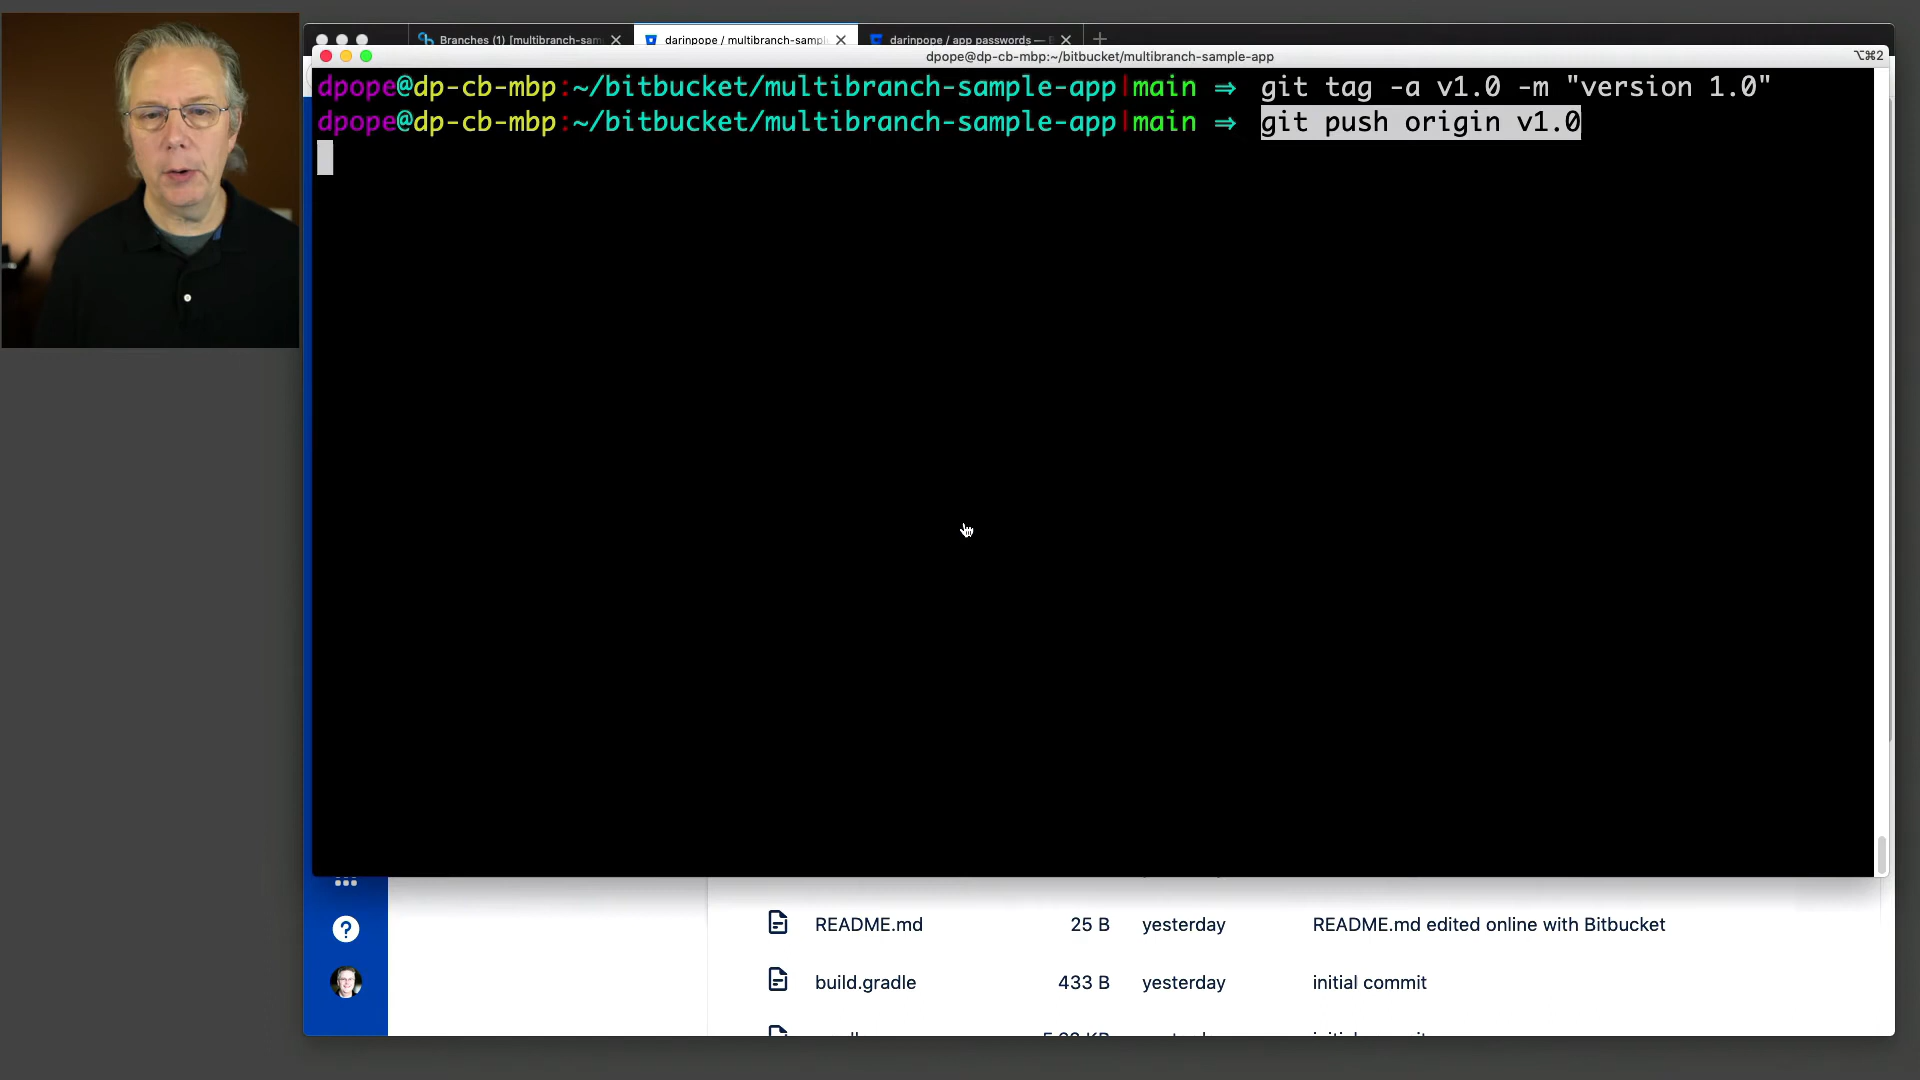 Branches (1) [multibranch-sam
darinpope / multibranch-sampl
darinpope / app passwords —
dpope@dp-cb-mbp:~/bitbucket/multibranch-sample-app
⌥⌘2
dpope@dp-cb-mbp:~/bitbucket/multibranch-sample-app|main ⇒ git tag -a v1.0 -m "version 1.0"
dpope@dp-cb-mbp:~/bitbucket/multibranch-sample-app|main ⇒ git push origin v1.0
README.md 25 B yesterday README.md edited online with Bitbucket
build.gradle 433 B yesterday initial commit